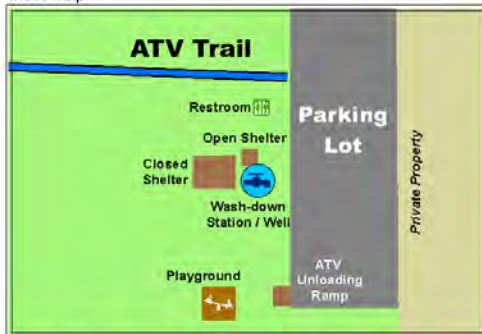 ATV Trail
Restroom
Parking
Lot
Open Shelter
Closed
Shelter
Wash-down
Station / Well
Private Property
Playground
ATV
Unloading
Ramp